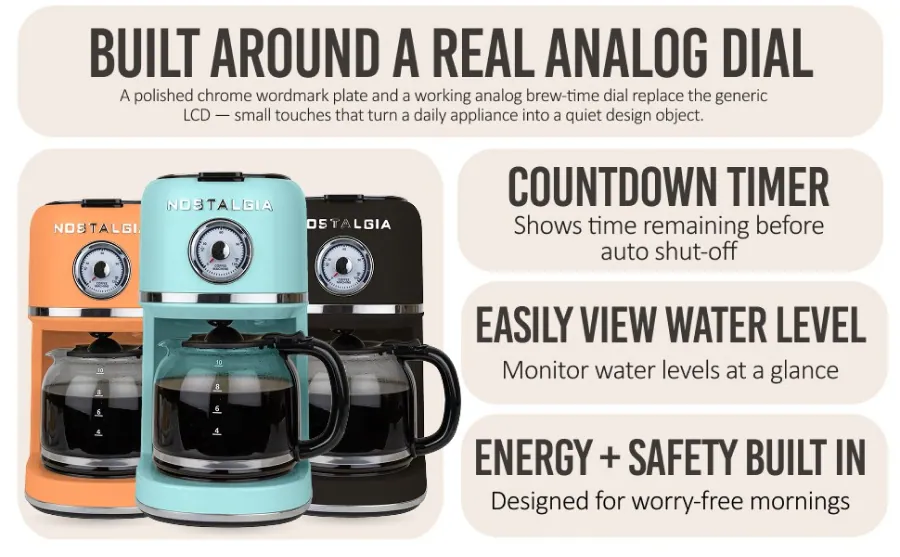 BUILT AROUND A REAL ANALOG DIAL
A polished chrome wordmark plate and a working analog brew-time dial replace the generic
LCD — small touches that turn a daily appliance into a quiet design object.
NOSTALGIA
NOSTALGIA
NOSTALGIA
10
8
6
4
10
8
6
4
COUNTDOWN TIMER
Shows time remaining before
auto shut-off
EASILY VIEW WATER LEVEL
Monitor water levels at a glance
ENERGY + SAFETY BUILT IN
Designed for worry-free mornings